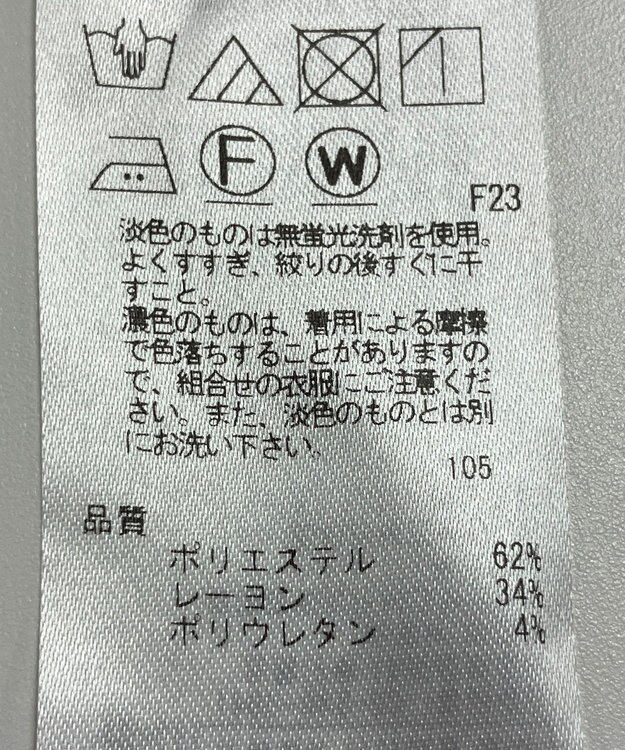 F W
F23
淡色のものは無蛍光洗剤を使用。
よくすすぎ、絞りの後すぐに干
すこと。
濃色のものは、着用による摩擦
で色落ちすることがありますの
で、組合せの衣服にご注意くだ
さい。また、淡色のものとは別
にお洗い下さい。
105
品質
ポリエステル 62%
レーヨン 34%
ポリウレタン 4%